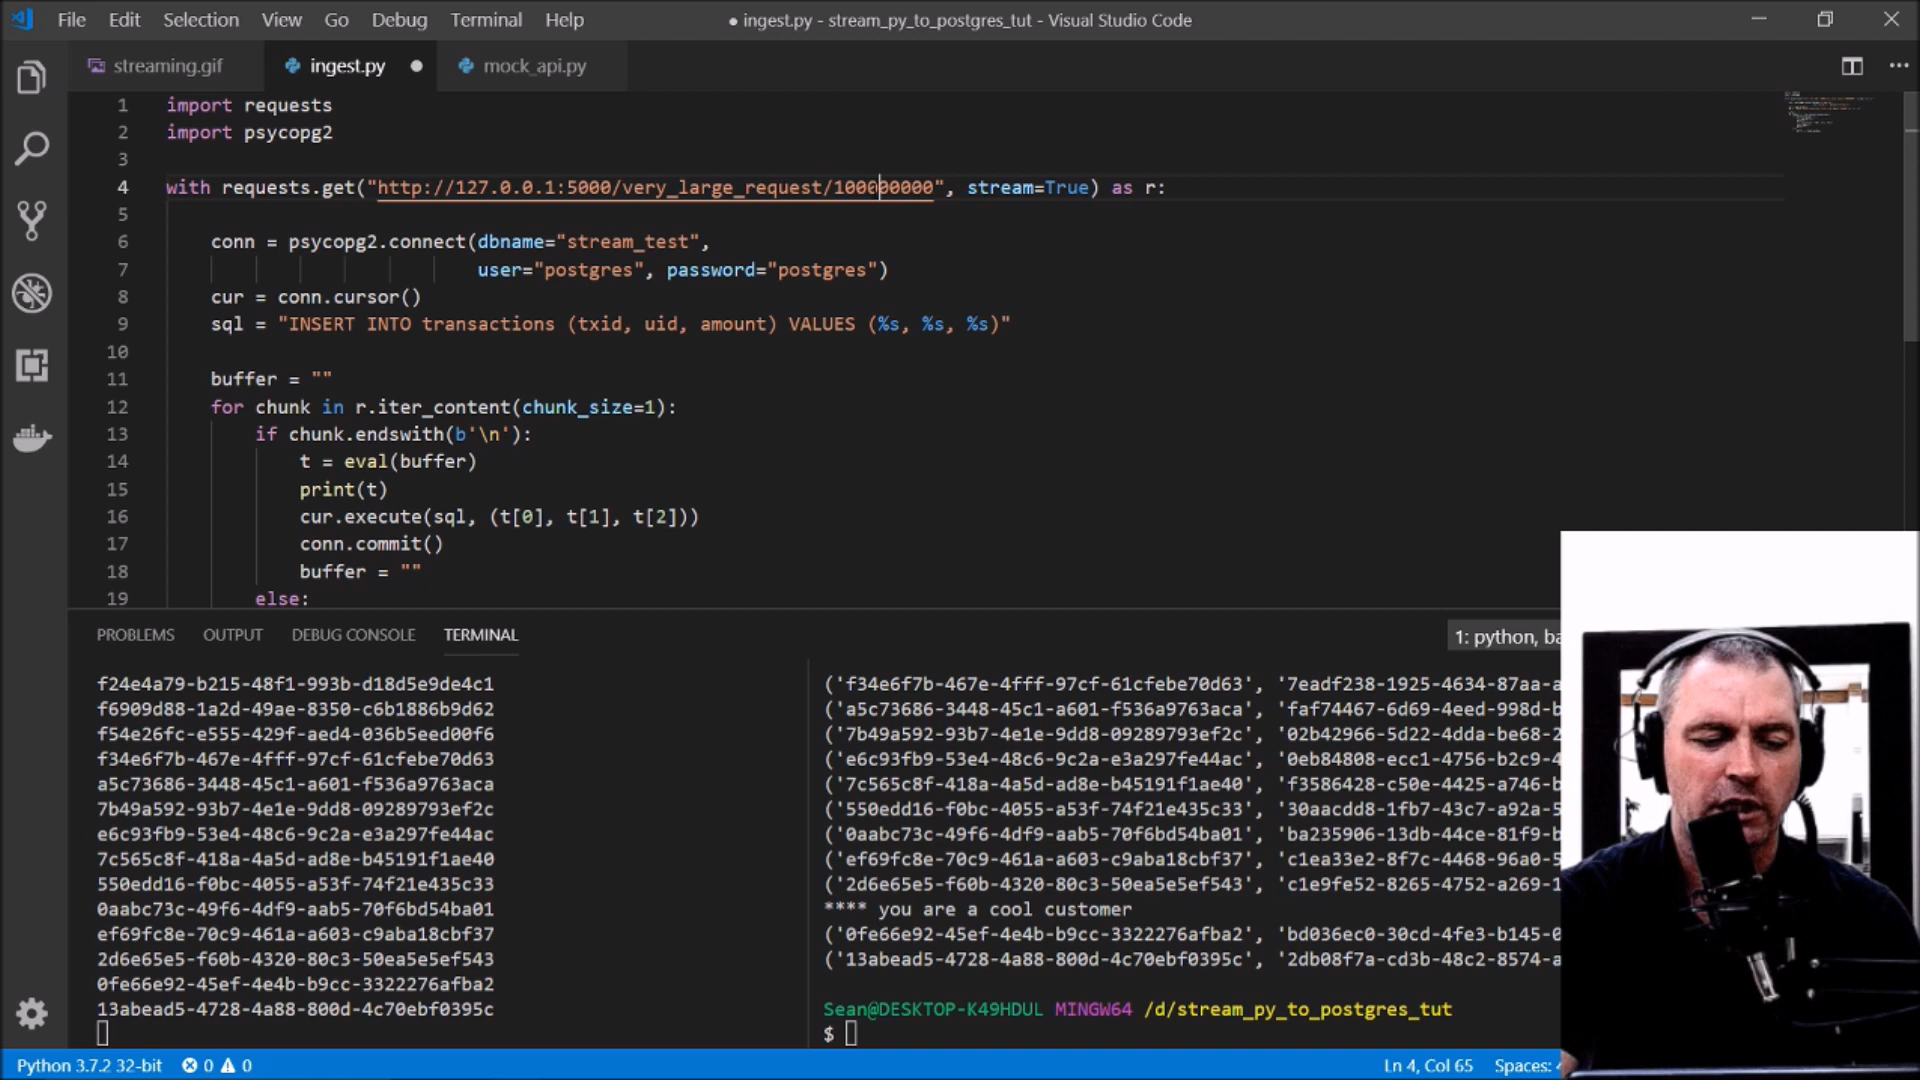 File Edit Selection View Go Debug Terminal Help
● ingest.py - stream_py_to_postgres_tut - Visual Studio Code
streaming.gif ingest.py mock_api.py
1 import requests
2 import psycopg2
3
4 with requests.get("http://127.0.0.1:5000/very_large_request/100000000", stream=True) as r:
5
6 conn = psycopg2.connect(dbname="stream_test",
7 user="postgres", password="postgres")
8 cur = conn.cursor()
9 sql = "INSERT INTO transactions (txid, uid, amount) VALUES (%s, %s, %s)"
10
11 buffer = ""
12 for chunk in r.iter_content(chunk_size=1):
13 if chunk.endswith(b'\n'):
14 t = eval(buffer)
15 print(t)
16 cur.execute(sql, (t[0], t[1], t[2]))
17 conn.commit()
18 buffer = ""
19 else:
PROBLEMS OUTPUT DEBUG CONSOLE TERMINAL
1: python, ba
f24e4a79-b215-48f1-993b-d18d5e9de4c1
f6909d88-1a2d-49ae-8350-c6b1886b9d62
f54e26fc-e555-429f-aed4-036b5eed00f6
f34e6f7b-467e-4fff-97cf-61cfebe70d63
a5c73686-3448-45c1-a601-f536a9763aca
7b49a592-93b7-4e1e-9dd8-09289793ef2c
e6c93fb9-53e4-48c6-9c2a-e3a297fe44ac
7c565c8f-418a-4a5d-ad8e-b45191f1ae40
550edd16-f0bc-4055-a53f-74f21e435c33
0aabc73c-49f6-4df9-aab5-70f6bd54ba01
ef69fc8e-70c9-461a-a603-c9aba18cbf37
2d6e65e5-f60b-4320-80c3-50ea5e5ef543
0fe66e92-45ef-4e4b-b9cc-3322276afba2
13abead5-4728-4a88-800d-4c70ebf0395c
('f34e6f7b-467e-4fff-97cf-61cfebe70d63', '7eadf238-1925-4634-87aa-a
('a5c73686-3448-45c1-a601-f536a9763aca', 'faf74467-6d69-4eed-998d-b
('7b49a592-93b7-4e1e-9dd8-09289793ef2c', '02b42966-5d22-4dda-be68-2
('e6c93fb9-53e4-48c6-9c2a-e3a297fe44ac', '0eb84808-ecc1-4756-b2c9-4
('7c565c8f-418a-4a5d-ad8e-b45191f1ae40', 'f3586428-c50e-4425-a746-b
('550edd16-f0bc-4055-a53f-74f21e435c33', '30aacdd8-1fb7-43c7-a92a-5
('0aabc73c-49f6-4df9-aab5-70f6bd54ba01', 'ba235906-13db-44ce-81f9-b
('ef69fc8e-70c9-461a-a603-c9aba18cbf37', 'c1ea33e2-8f7c-4468-96a0-5
('2d6e65e5-f60b-4320-80c3-50ea5e5ef543', 'c1e9fe52-8265-4752-a269-1
**** you are a cool customer
('0fe66e92-45ef-4e4b-b9cc-3322276afba2', 'bd036ec0-30cd-4fe3-b145-0
('13abead5-4728-4a88-800d-4c70ebf0395c', '2db08f7a-cd3b-48c2-8574-a
Sean@DESKTOP-K49HDUL MINGW64 /d/stream_py_to_postgres_tut
$
Python 3.7.2 32-bit 0 0 Ln 4, Col 65 Spaces: